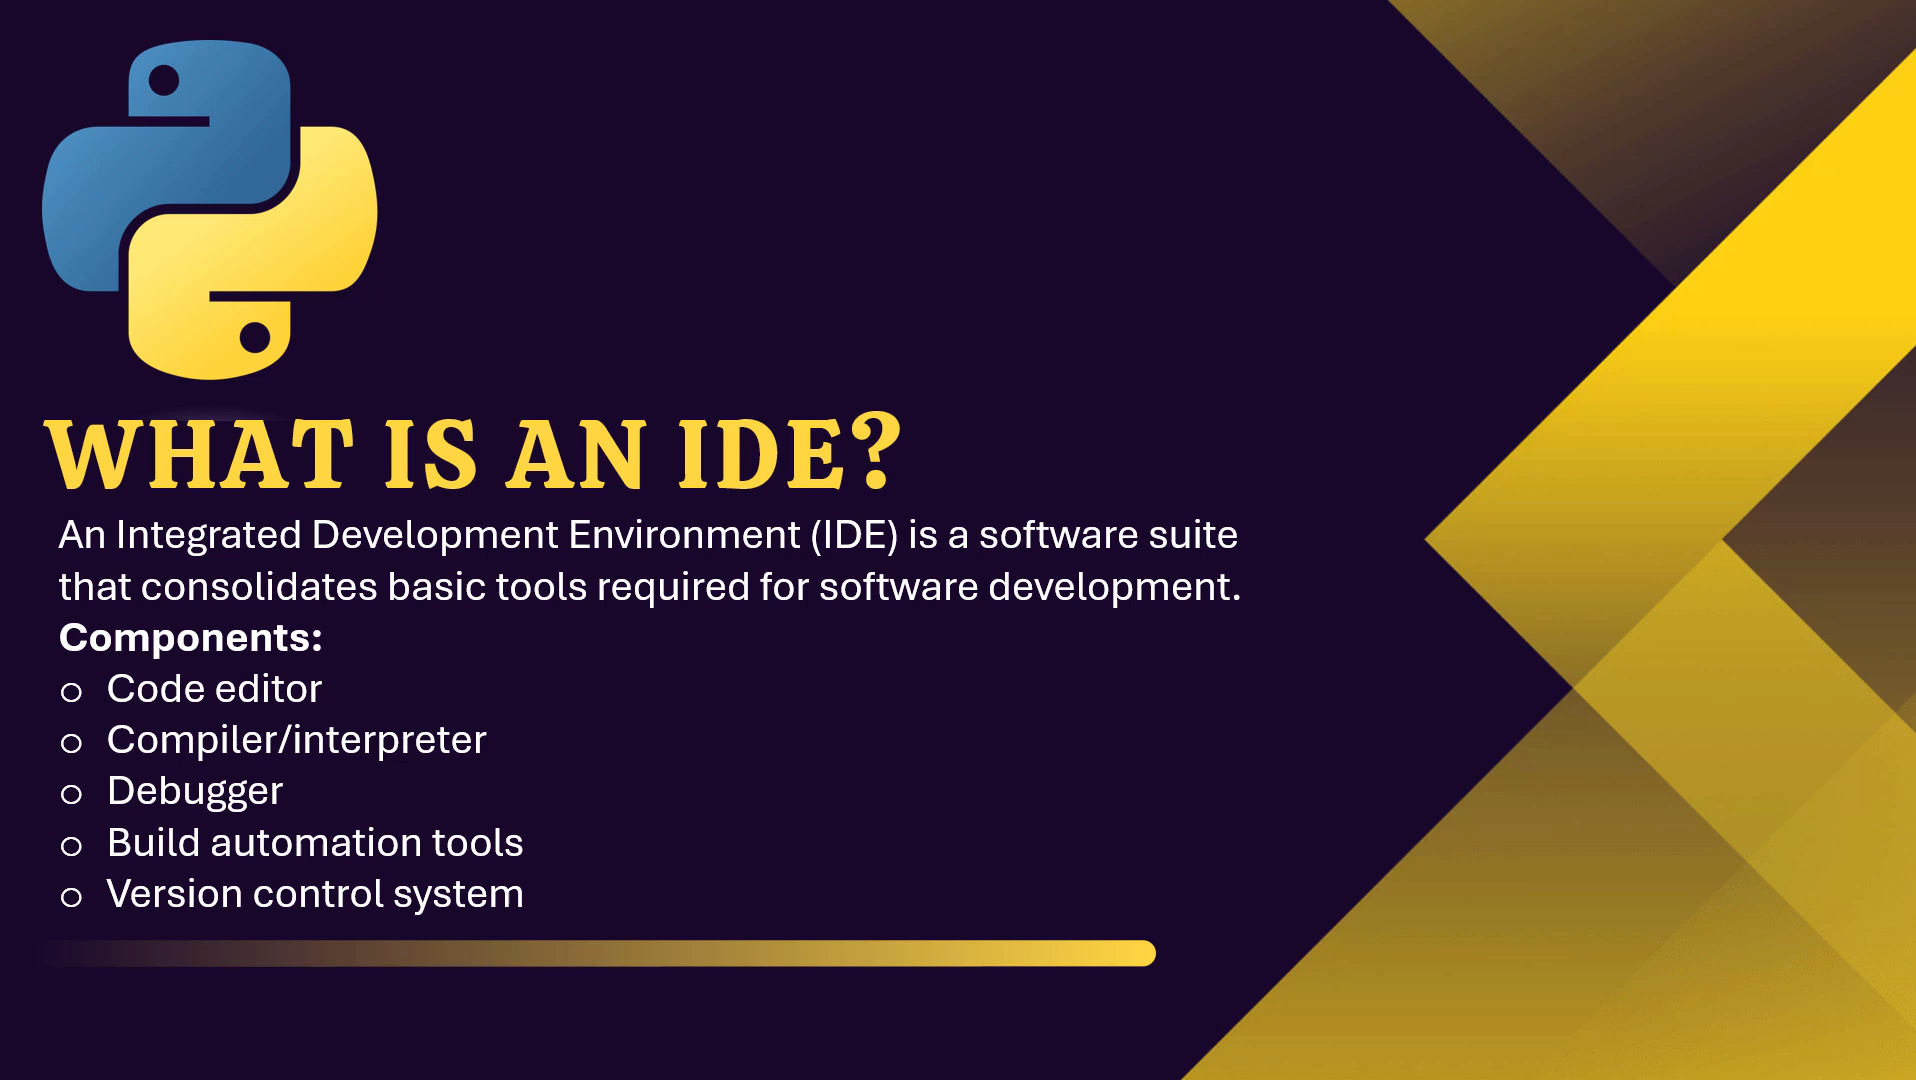 WHAT IS AN IDE?
An Integrated Development Environment (IDE) is a software suite
that consolidates basic tools required for software development.
Components:
o Code editor
o Compiler/interpreter
o Debugger
o Build automation tools
o Version control system